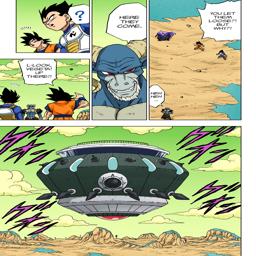 YOU LET
THEM
LOOSE?
BUT
WHY?!
HERE
THEY
COME.
?
HEH
HEH
L-LOOK,
VEGETA!
UP
THERE!!